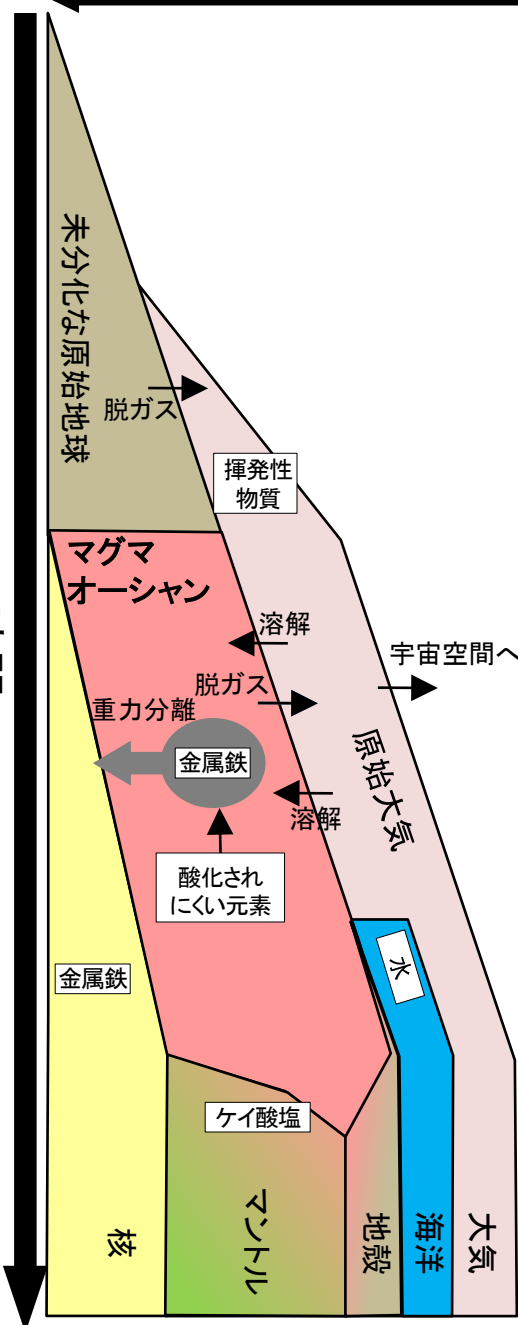 未分化な原始地球
脱ガス
揮発性
物質
マグマ
オーシャン
溶解
宇宙空間へ
脱ガス
重力分離
原始大気
金属鉄
溶解
酸化され
にくい元素
水
金属鉄
ケイ酸塩
核
マントル
地殻
海洋
大気